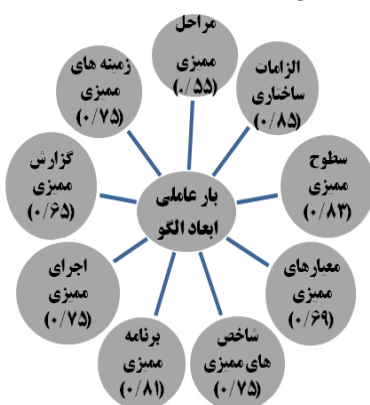 مراحل
ممیزی
(۰/۵۵)
الزامات
ساختاری
(۰/۸۵)
سطوح
ممیزی
(۰/۸۳)
معیارهای
ممیزی
(۰/۶۹)
شاخص
های ممیزی
(۰/۷۵)
برنامه
ممیزی
(۰/۸۱)
اجرای
ممیزی
(۰/۷۵)
گزارش
ممیزی
(۰/۶۵)
زمینه های
ممیزی
(۰/۷۵)
بار عاملی
ابعاد الگو